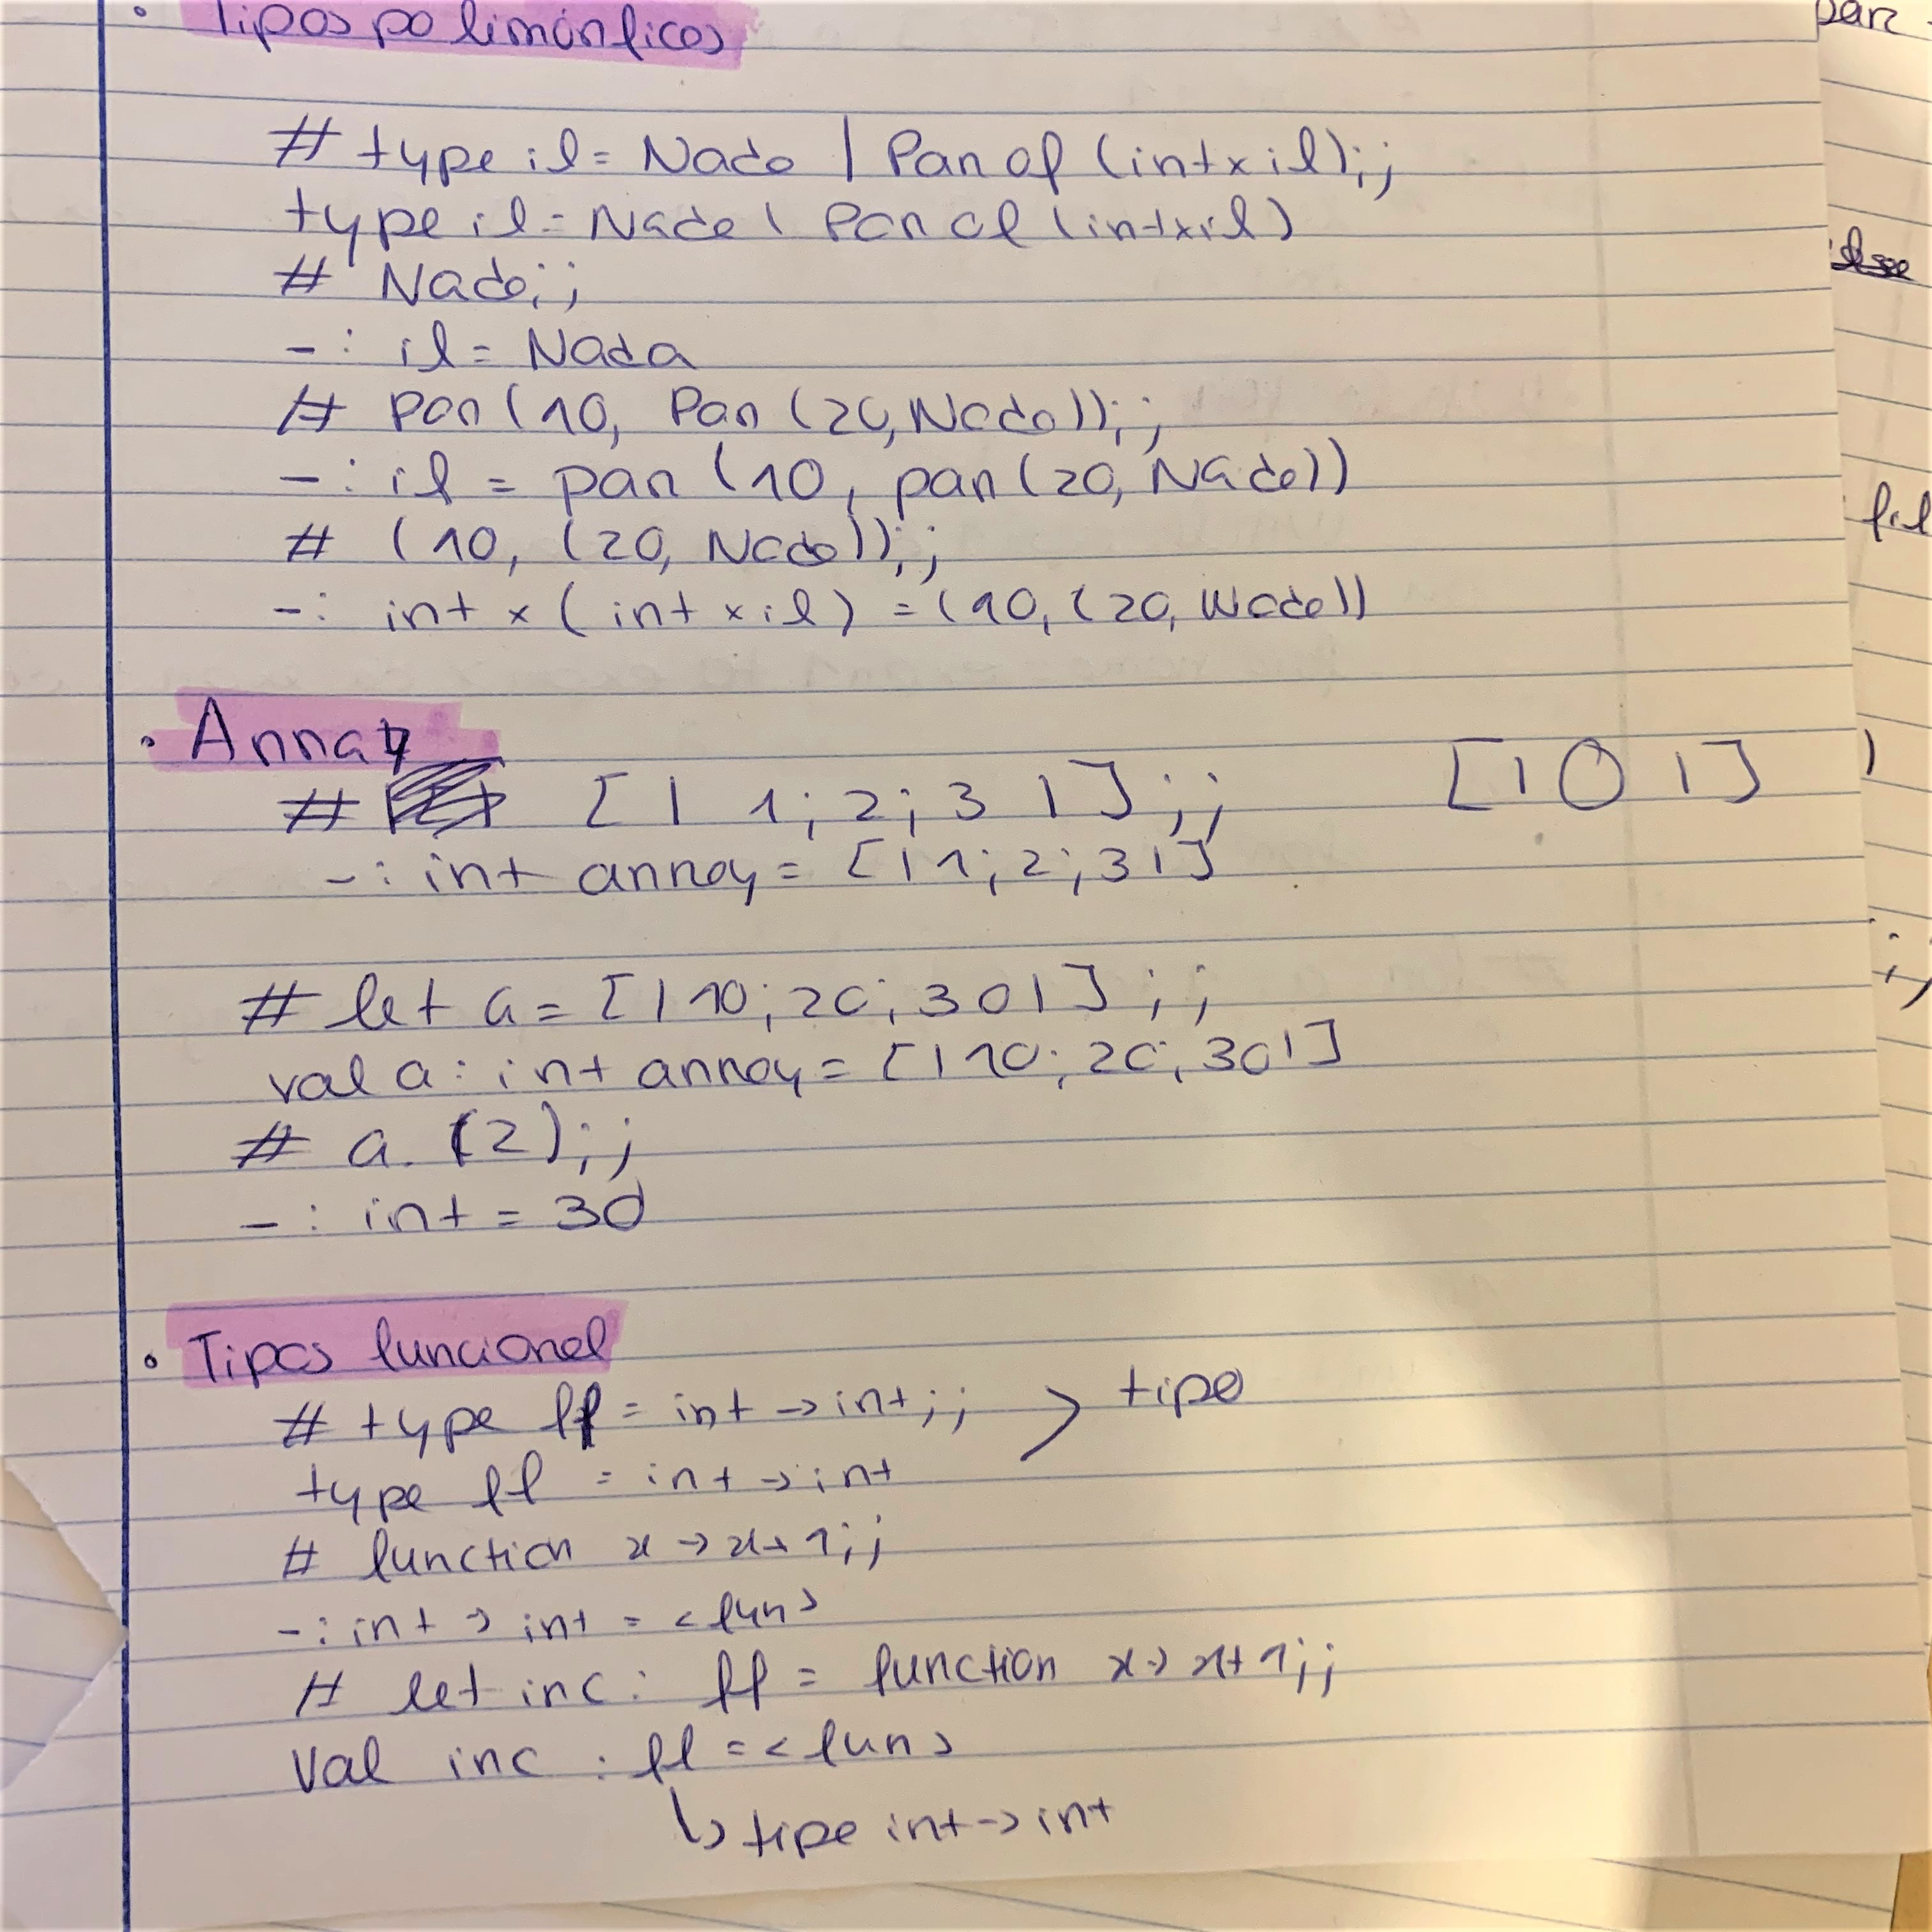 • Tipos polimórficos
# type il = Nada | Par of (int x il);;
type il = Nada | Par of (int x il)
# Nada;;
- : il = Nada
# Par (10, Par (20, Nada));;
- : il = par (10, par (20, Nada))
# (10, (20, Nada));;
- : int x (int x il) = (10, (20, Nada))
• Array
# [| 1; 2; 3 |];; [| 0 |]
- : int array = [| 1; 2; 3 |]
# let a = [| 10; 20; 30 |];;
val a : int array = [| 10; 20; 30 |]
# a.(2);;
- : int = 30
• Tipos funcional
# type ff = int -> int;; > tipo
type ff = int -> int
# function x -> x + 1;;
- : int -> int = <fun>
# let inc : ff = function x -> x + 1;;
val inc : ff = <fun>
↳ tipo int -> int
par
else